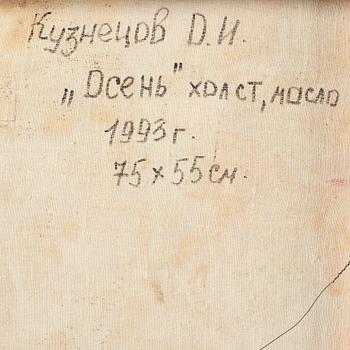 Кузнецов Д.И.
„Осень" холст, масло
1993 г.
75 x 55 см.